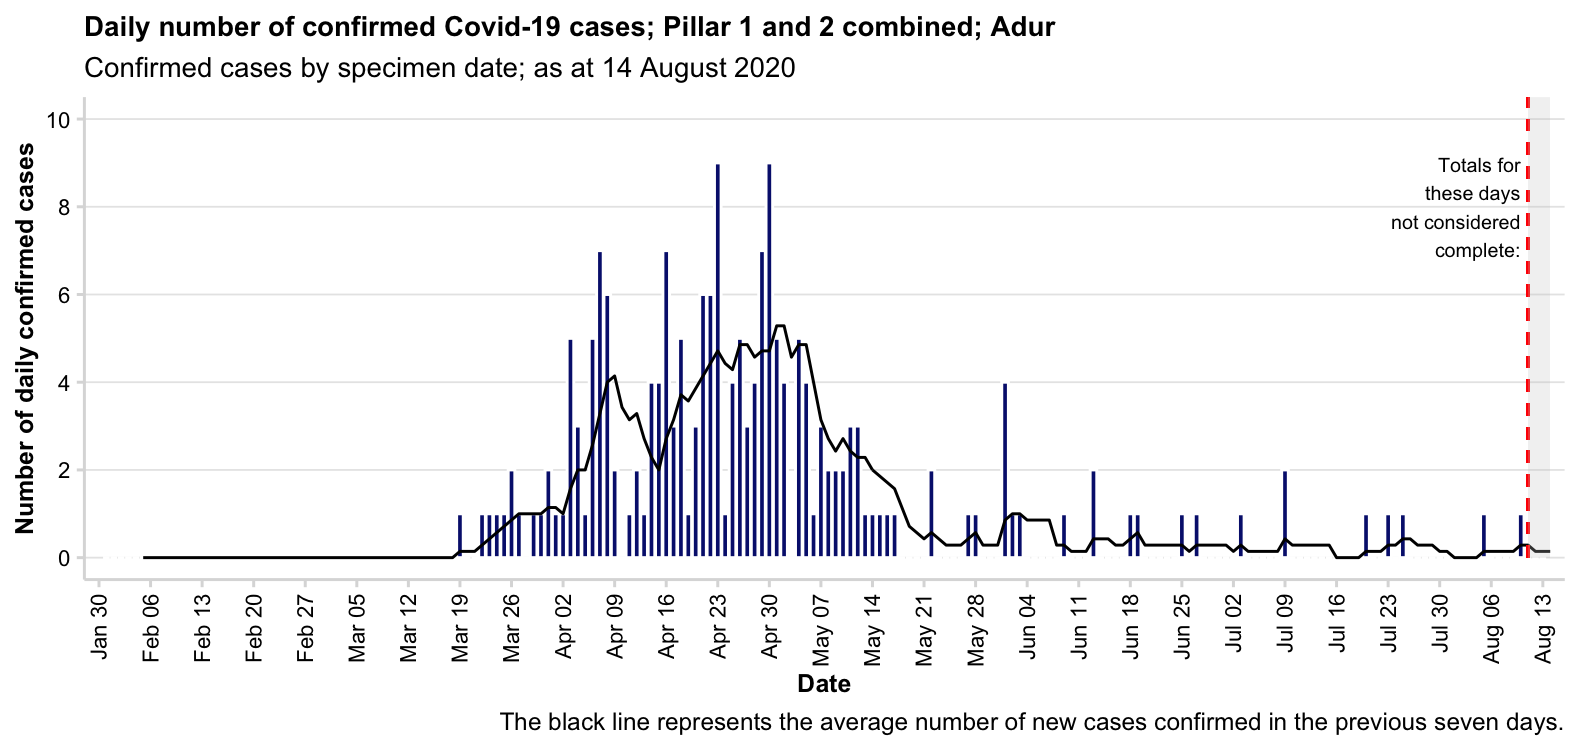 Daily number of confirmed Covid-19 cases; Pillar 1 and 2 combined; Adur
Confirmed cases by specimen date; as at 14 August 2020
Number of daily confirmed cases
10
8
6
4
2
0
Totals for
these days
not considered
complete:
Jan 30
Feb 06
Feb 13
Feb 20
Feb 27
Mar 05
Mar 12
Mar 19
Mar 26
Apr 02
Apr 09
Apr 16
Apr 23
Apr 30
May 07
May 14
May 21
May 28
Jun 04
Jun 11
Jun 18
Jun 25
Jul 02
Jul 09
Jul 16
Jul 23
Jul 30
Aug 06
Aug 13
Date
The black line represents the average number of new cases confirmed in the previous seven days.